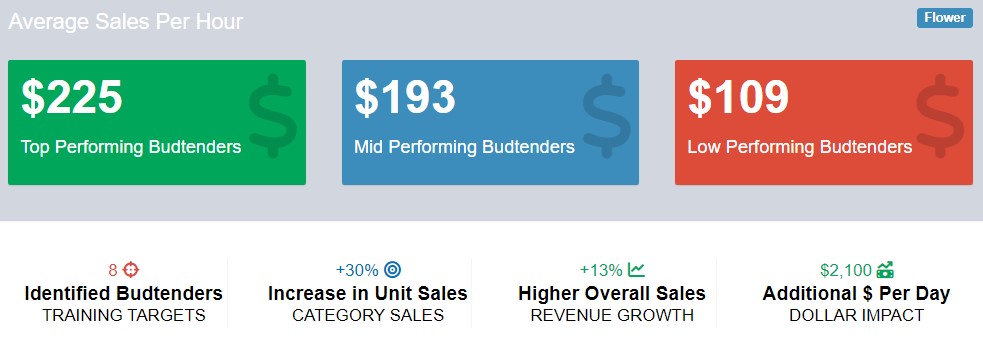 Average Sales Per Hour
Flower
$225
Top Performing Budtenders
$193
Mid Performing Budtenders
$109
Low Performing Budtenders
8
Identified Budtenders
TRAINING TARGETS
+30%
Increase in Unit Sales
CATEGORY SALES
+13%
Higher Overall Sales
REVENUE GROWTH
$2,100
Additional $ Per Day
DOLLAR IMPACT